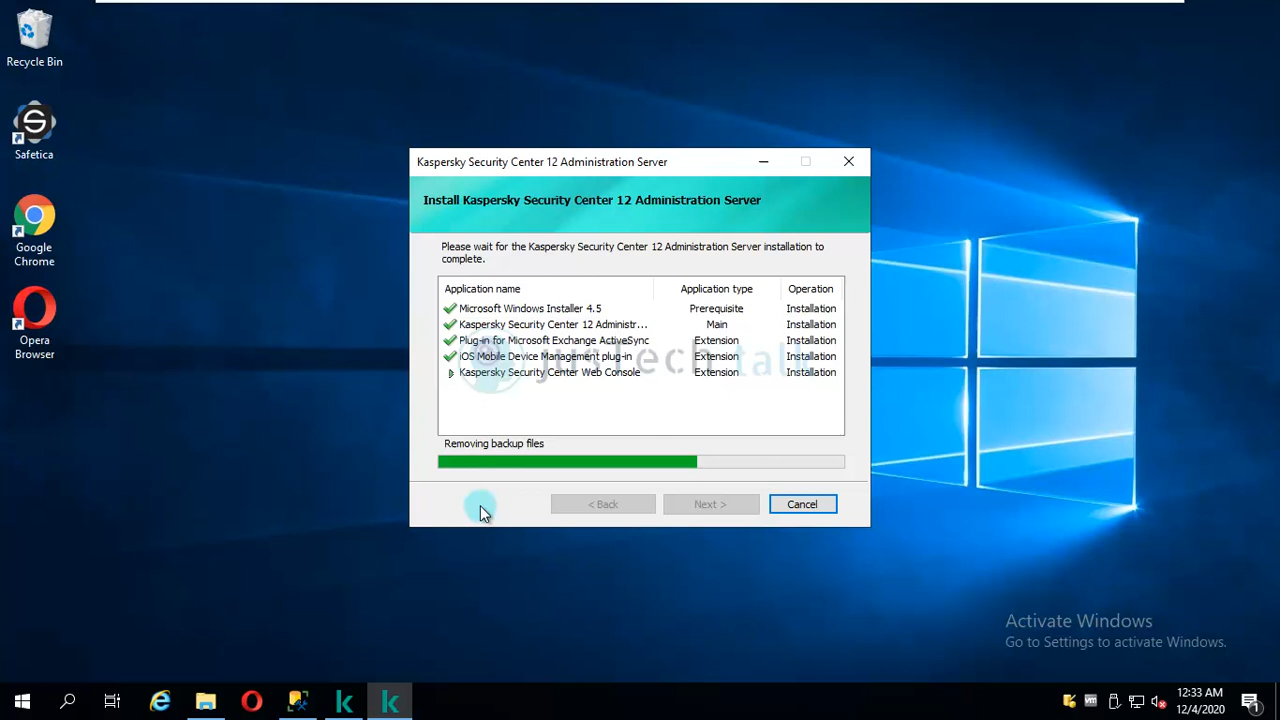 Recycle Bin
Safetica
Google
Chrome
Opera
Browser
Kaspersky Security Center 12 Administration Server
Install Kaspersky Security Center 12 Administration Server
Please wait for the Kaspersky Security Center 12 Administration Server installation to
complete.
Application name Application type Operation
Microsoft Windows Installer 4.5 Prerequisite Installation
Kaspersky Security Center 12 Administr... Main Installation
Plug-in for Microsoft Exchange ActiveSync Extension Installation
iOS Mobile Device Management plug-in Extension Installation
Kaspersky Security Center Web Console Extension Installation
jusTech talk
Removing backup files
< Back Next > Cancel
Activate Windows
Go to Settings to activate Windows.
12:33 AM
12/4/2020
1